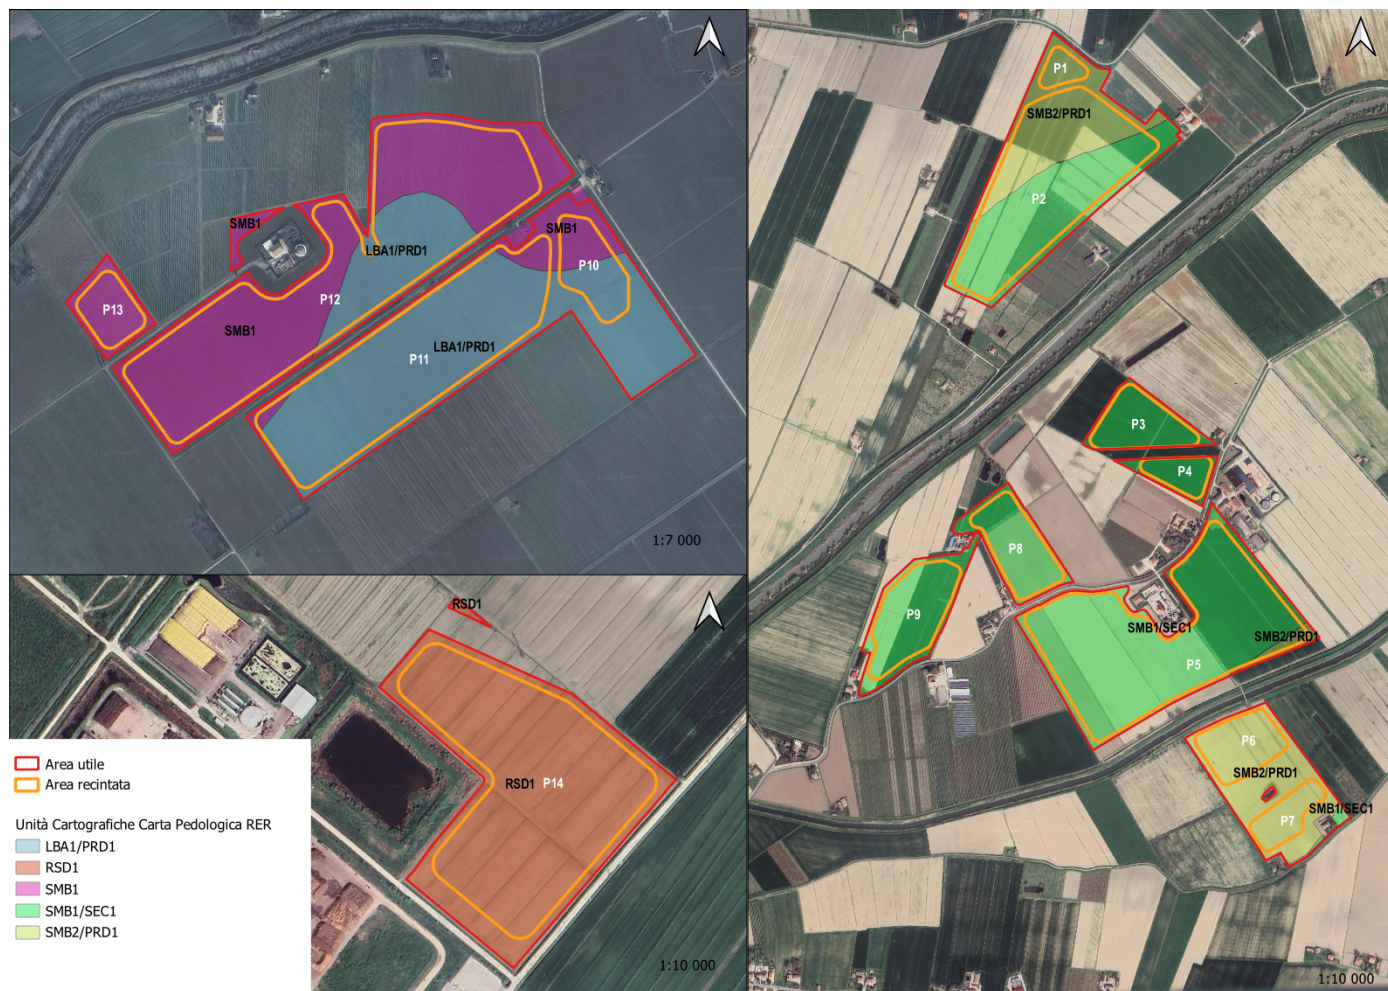 SMB1
LBA1/PRD1
SMB1
P10
P12
P13
SMB1
LBA1/PRD1
P11
1:7 000
RSD1
RSD1 P14
1:10 000
Area utile
Area recintata
Unità Cartografiche Carta Pedologica RER
LBA1/PRD1
RSD1
SMB1
SMB1/SEC1
SMB2/PRD1
P1
SMB2/PRD1
P2
P3
P4
P8
P9
SMB1/SEC1
SMB2/PRD1
P5
P6
SMB2/PRD1
SMB1/SEC1
P7
1:10 000